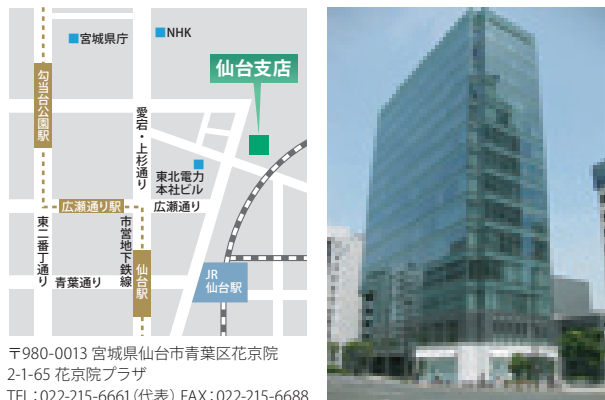 宮城県庁
NHK
仙台支店
勾当台公園駅
愛宕・上杉通り
東北電力
本社ビル
広瀬通り駅
広瀬通り
東二番丁通り
市営地下鉄線
仙台駅
青葉通り
JR
仙台駅
〒980-0013 宮城県仙台市青葉区花京院
2-1-65 花京院プラザ
TEL：022-215-6661（代表） FAX：022-215-6688